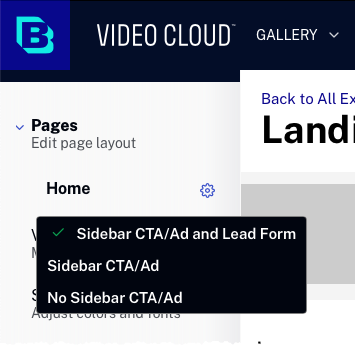 VIDEO CLOUD™
GALLERY
Back to All Ex
Landi
Pages
Edit page layout
Home
Sidebar CTA/Ad and Lead Form
Sidebar CTA/Ad
No Sidebar CTA/Ad
Adjust colors and fonts